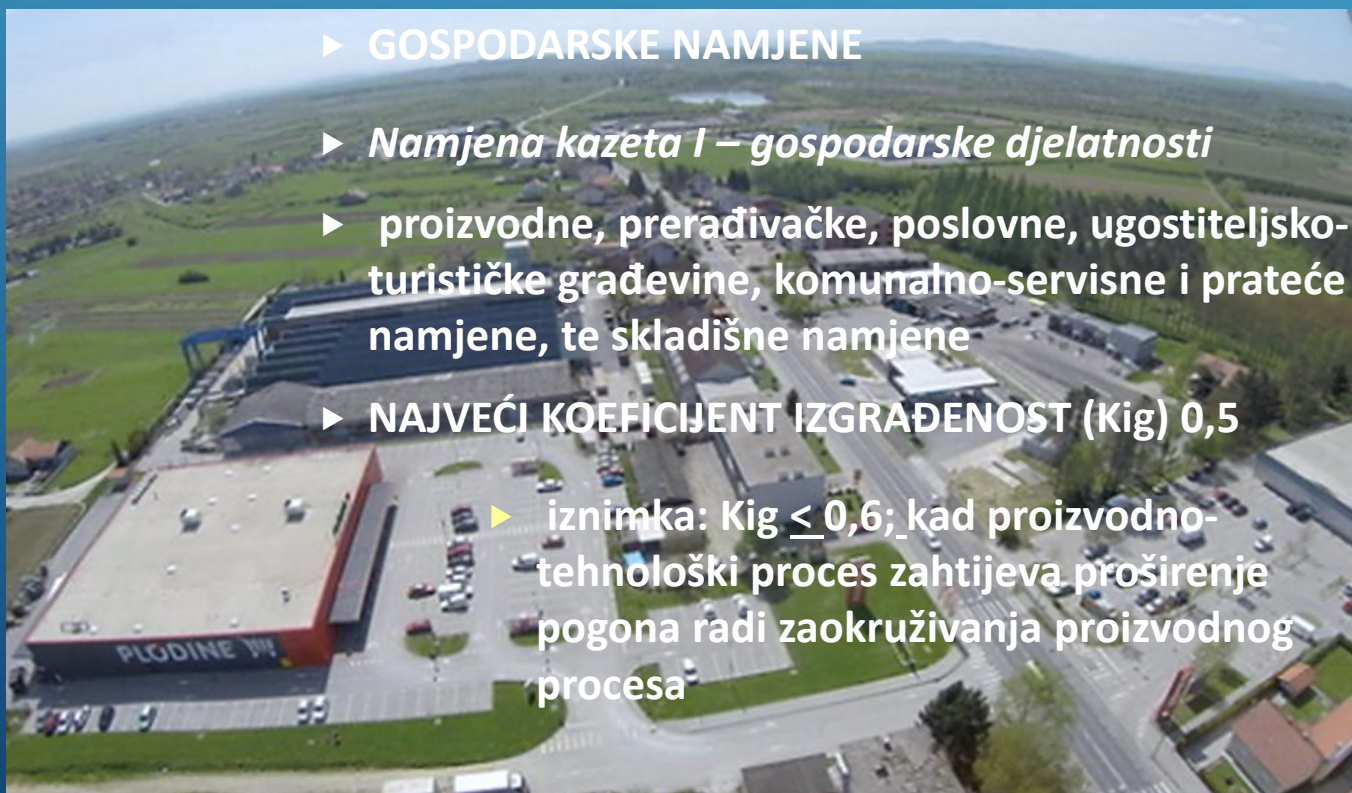 GOSPODARSKE NAMJENE
Namjena kazeta I – gospodarske djelatnosti
proizvodne, prerađivačke, poslovne, ugostiteljsko-
turističke građevine, komunalno-servisne i prateće
namjene, te skladišne namjene
NAJVEĆI KOEFICIJENT IZGRAĐENOST (Kig) 0,5
iznimka: Kig < 0,6; kad proizvodno-
tehnološki proces zahtijeva proširenje
pogona radi zaokruživanja proizvodnog
procesa
PLODINE